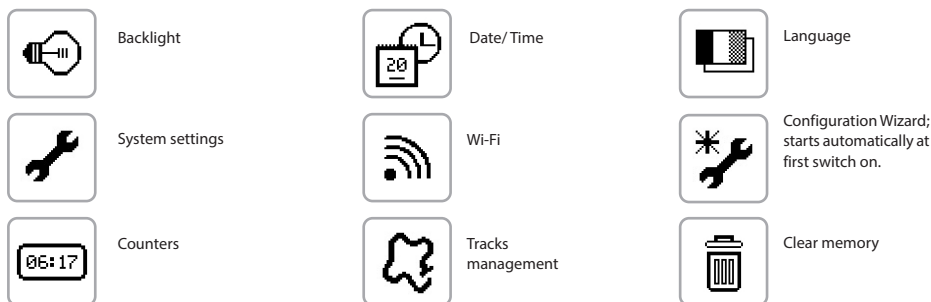 Backlight
Date/ Time
20
Language
System settings
Wi-Fi
Configuration Wizard;
starts automatically at
first switch on.
06:17
Counters
Tracks
management
Clear memory